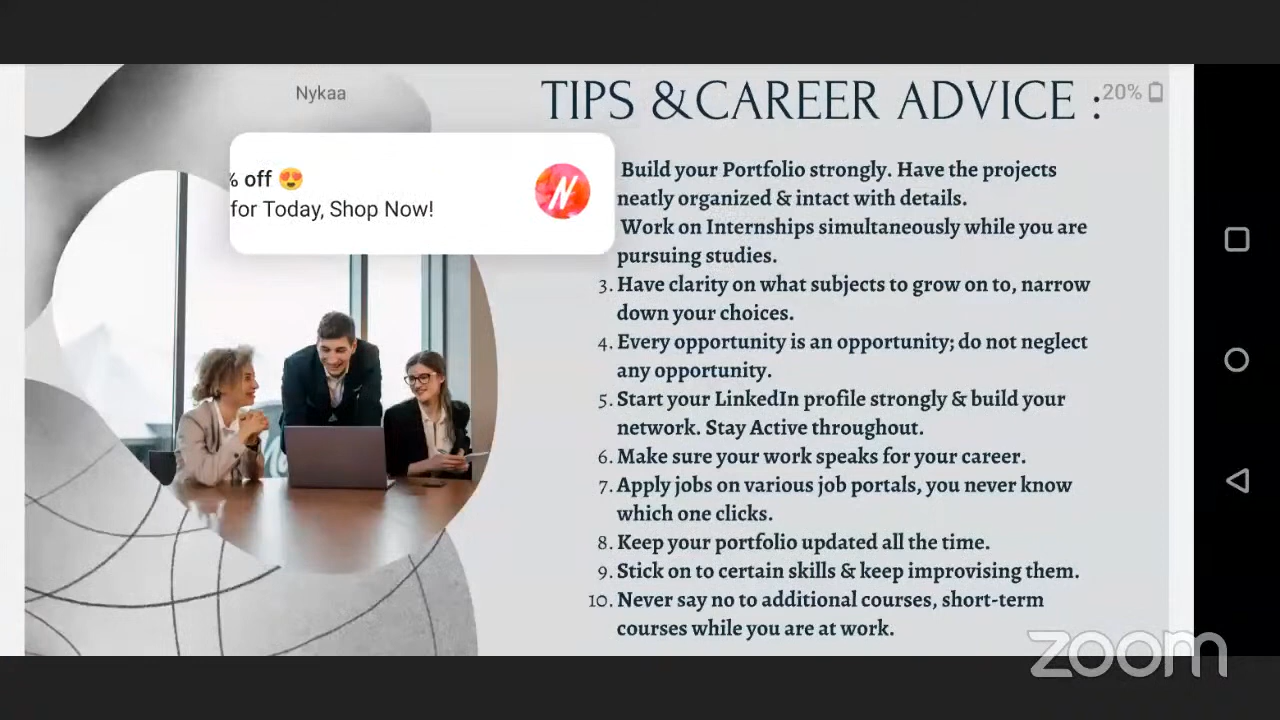 Nykaa
TIPS & CAREER ADVICE :
20%
% off 😍
for Today, Shop Now!
N
Build your Portfolio strongly. Have the projects
neatly organized & intact with details.
Work on Internships simultaneously while you are
pursuing studies.
3. Have clarity on what subjects to grow on to, narrow
down your choices.
4. Every opportunity is an opportunity; do not neglect
any opportunity.
5. Start your LinkedIn profile strongly & build your
network. Stay Active throughout.
6. Make sure your work speaks for your career.
7. Apply jobs on various job portals, you never know
which one clicks.
8. Keep your portfolio updated all the time.
9. Stick on to certain skills & keep improvising them.
10. Never say no to additional courses, short-term
courses while you are at work.
zoom